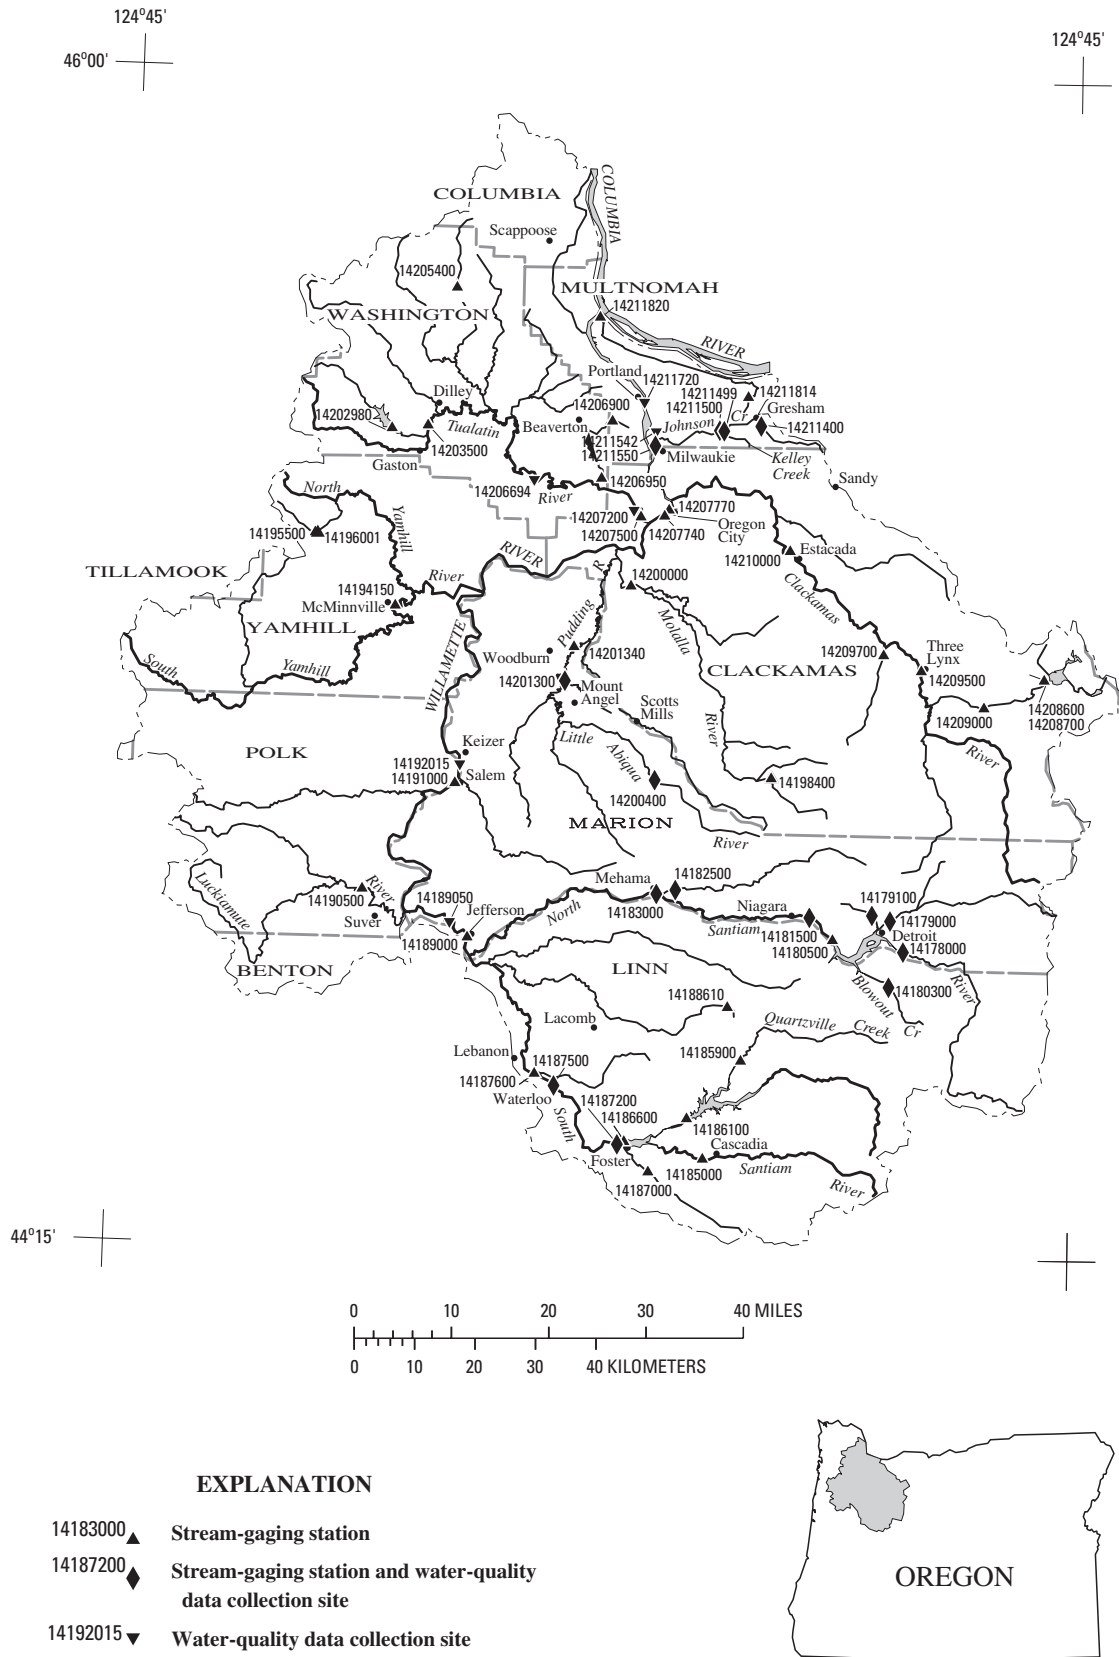 124°45'
124°45'
46°00'
COLUMBIA
COLUMBIA
Scappoose
14205400
MULTNOMAH
14211820
WASHINGTON
RIVER
Portland
14211720
14211499
14211814
Dilley
14206900
14211500
Cr
Gresham
14202980
Tualatin
Beaverton
14211542
Johnson
14211400
14203500
14211550
Milwaukie
Kelley
Creek
Gaston
14206694
River
14206950
Sandy
North
Yamhill
14207770
14207200
Oregon
City
14195500
14196001
14207500
14207740
RIVER
14210000
Estacada
TILLAMOOK
R
River
14200000
14194150
McMinnville
Clackamas
YAMHILL
Pudding
Molalla
WILLAMETTE
14201340
14209700
Three
Lynx
South
Yamhill
Woodburn
CLACKAMAS
14209500
14201300
Mount
Angel
14208600
14208700
Scotts
Mills
14209000
River
POLK
Keizer
Little
Abiqua
River
14192015
14191000
Salem
14198400
14200400
MARION
River
Mehama
14182500
Luckiamute
River
14190500
14189050
14183000
Niagara
14179100
14179000
Suver
Jefferson
North
Santiam
14181500
Detroit
14189000
14180500
14178000
BENTON
LINN
Blowout
Cr
River
14180300
14188610
Lacomb
Quartzville
Creek
Lebanon
14185900
14187500
14187600
Waterloo
14187200
14186600
South
14186100
Cascadia
Foster
14185000
Santiam
River
14187000
44°15'
0 10 20 30 40 MILES
0 10 20 30 40 KILOMETERS
EXPLANATION
14183000 Stream-gaging station
14187200 Stream-gaging station and water-quality
data collection site
14192015 Water-quality data collection site
OREGON